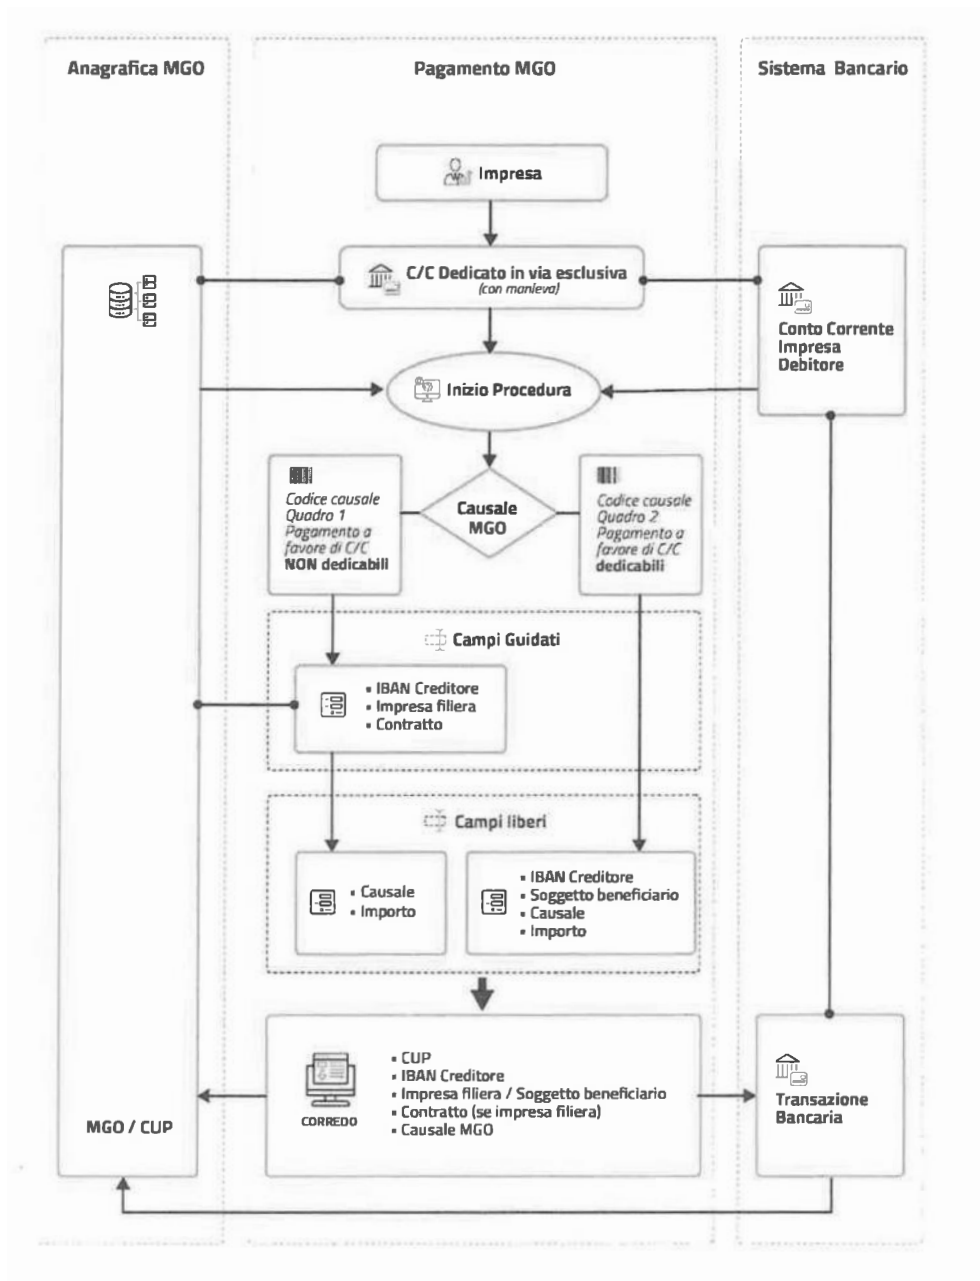 Anagrafica MGO
Pagamento MGO
Sistema Bancario
Impresa
C/C Dedicato in via esclusiva
(con manleva)
Conto Corrente
Impresa
Debitore
Inizio Procedura
Codice causale
Quadro 1
Pagamento a
favore di C/C
NON dedicabili
Causale
MGO
Codice causale
Quadro 2
Pagamento a
favore di C/C
dedicabili
Campi Guidati
▪ IBAN Creditore
▪ Impresa filiera
▪ Contratto
Campi liberi
▪ Causale
▪ Importo
▪ IBAN Creditore
▪ Soggetto beneficiario
▪ Causale
▪ Importo
CORREDO
▪ CUP
▪ IBAN Creditore
▪ Impresa filiera / Soggetto beneficiario
▪ Contratto (se impresa filiera)
▪ Causale MGO
Transazione
Bancaria
MGO / CUP